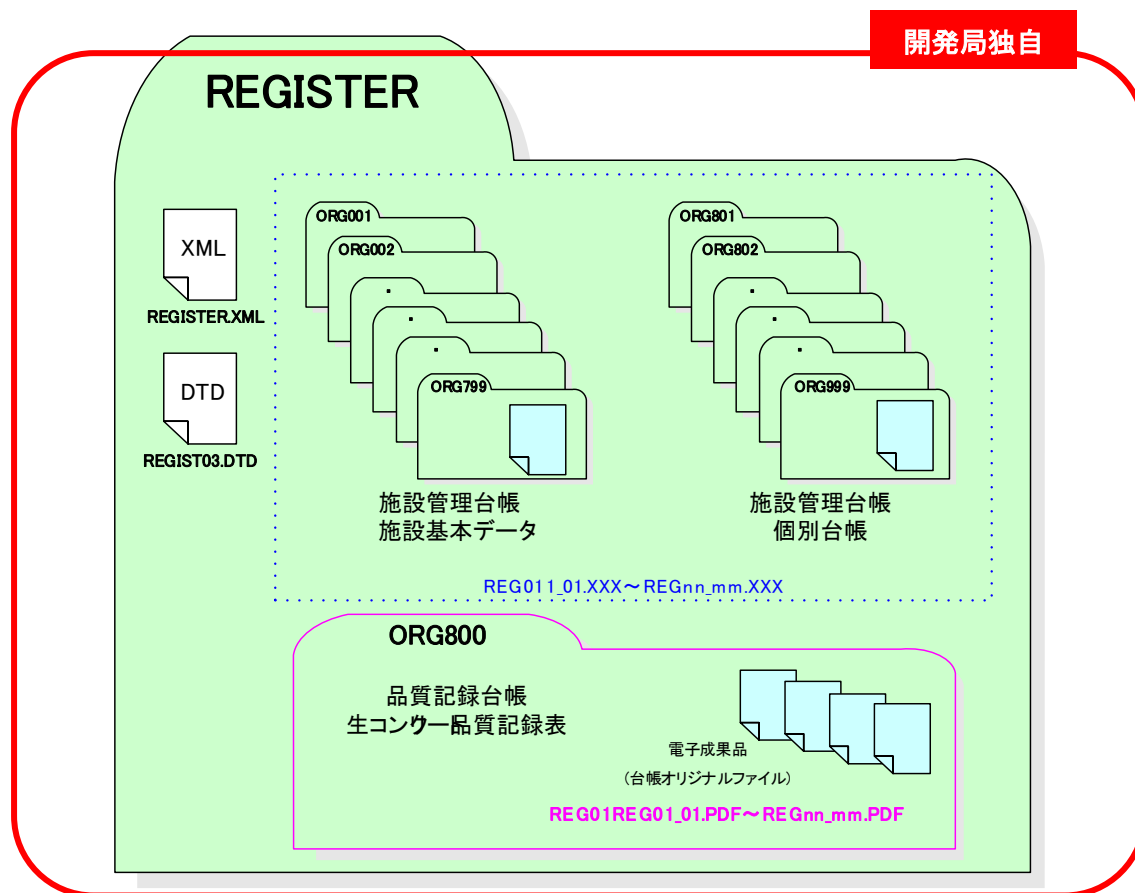 開発局独自
REGISTER
XML
REGISTER.XML
DTD
REGIST03.DTD
ORG001
ORG002
ORG799
施設管理台帳
施設基本データ
ORG801
ORG802
ORG999
施設管理台帳
個別台帳
REG011_01.XXX～REGnn_mm.XXX
ORG800
品質記録台帳
生コンクリート品質記録表
電子成果品
(台帳オリジナルファイル)
REG01REG01_01.PDF～REGnn_mm.PDF